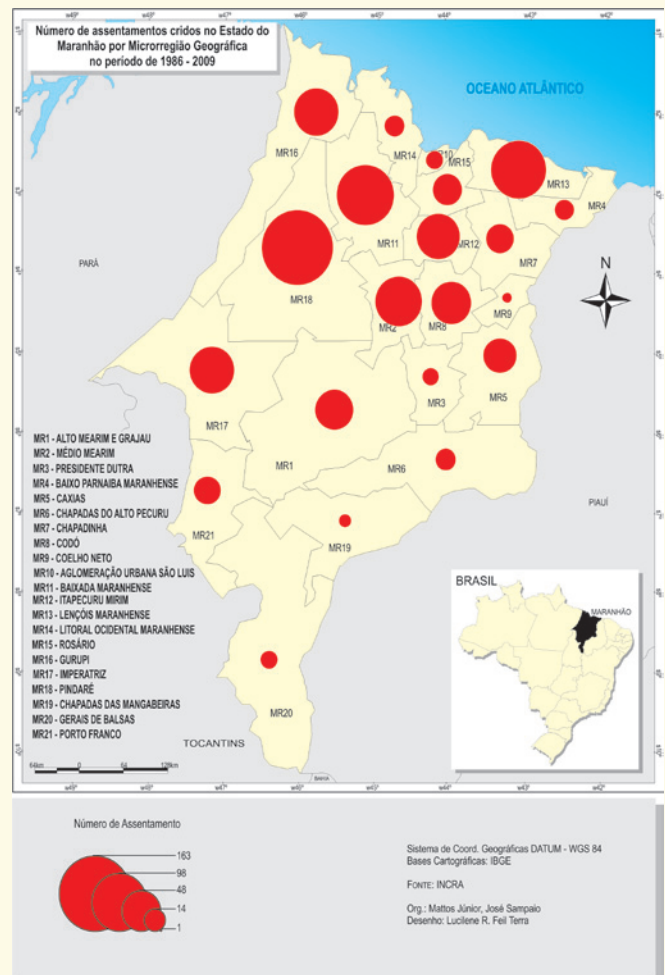 Número de assentamentos cridos no Estado do
Maranhão por Microrregião Geográfica
no período de 1986 - 2009
OCEANO ATLÂNTICO
MR16
MR14
MR10
MR15
MR13
MR4
MR11
MR12
MR7
PARÁ
MR18
MR2
MR8
MR9
N
MR17
MR3
MR5
MR1
MR6
PIAUÍ
MR21
MR19
MR20
TOCANTINS
BAHIA
MR1 - ALTO MEARIM E GRAJAU
MR2 - MÉDIO MEARIM
MR3 - PRESIDENTE DUTRA
MR4 - BAIXO PARNAIBA MARANHENSE
MR5 - CAXIAS
MR6 - CHAPADAS DO ALTO PECURU
MR7 - CHAPADINHA
MR8 - CODÓ
MR9 - COELHO NETO
MR10 - AGLOMERAÇÃO URBANA SÃO LUIS
MR11 - BAIXADA MARANHENSE
MR12 - ITAPECURU MIRIM
MR13 - LENÇÓIS MARANHENSE
MR14 - LITORAL OCIDENTAL MARANHENSE
MR15 - ROSÁRIO
MR16 - GURUPI
MR17 - IMPERATRIZ
MR18 - PINDARÉ
MR19 - CHAPADAS DAS MANGABEIRAS
MR20 - GERAIS DE BALSAS
MR21 - PORTO FRANCO
BRASIL
MARANHÃO
Número de Assentamento
163
98
48
14
1
Sistema de Coord. Geográficas DATUM - WGS 84
Bases Cartográficas: IBGE
FONTE: INCRA
Org.: Mattos Júnior, José Sampaio
Desenho: Lucilene R. Feil Terra